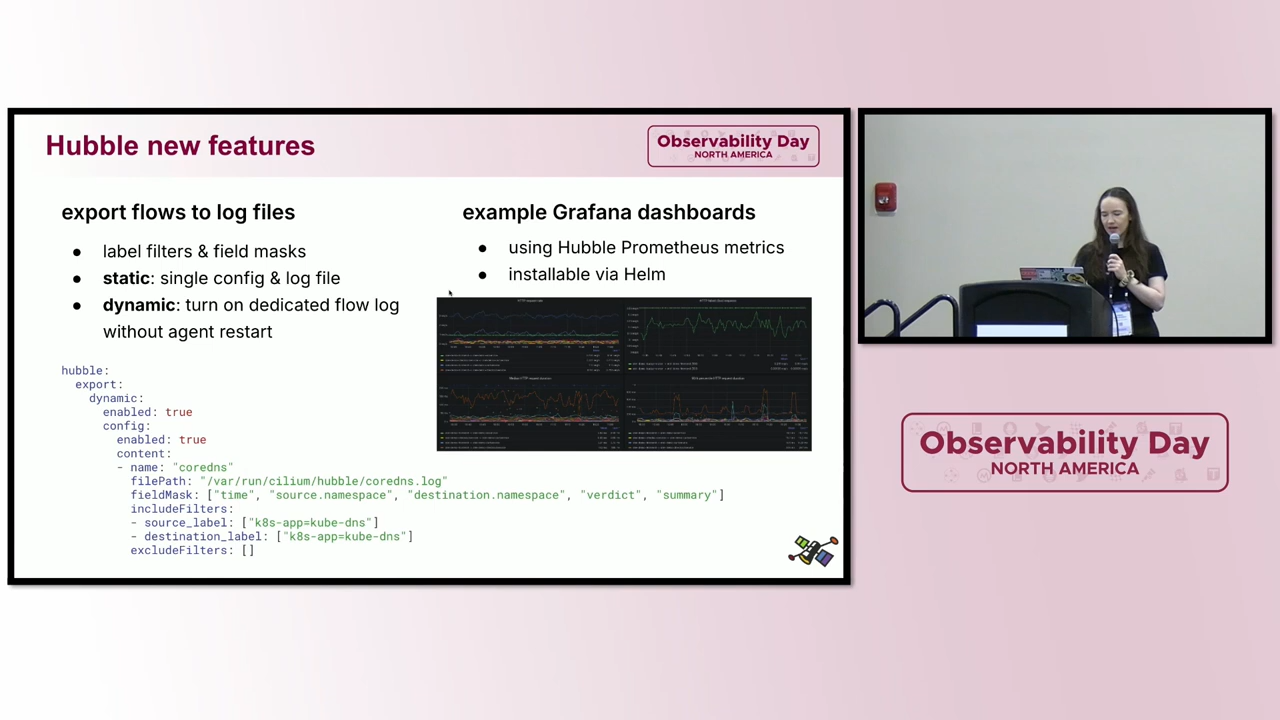 Hubble new features
Observability Day
NORTH AMERICA
export flows to log files
● label filters & field masks
● static: single config & log file
● dynamic: turn on dedicated flow log
without agent restart
example Grafana dashboards
● using Hubble Prometheus metrics
● installable via Helm
hubble:
export:
dynamic:
enabled: true
config:
enabled: true
content:
- name: "coredns"
filePath: "/var/run/cilium/hubble/coredns.log"
fieldMask: ["time", "source.namespace", "destination.namespace", "verdict", "summary"]
includeFilters:
- source_label: ["k8s-app=kube-dns"]
- destination_label: ["k8s-app=kube-dns"]
excludeFilters: []
Observability Day
NORTH AMERICA